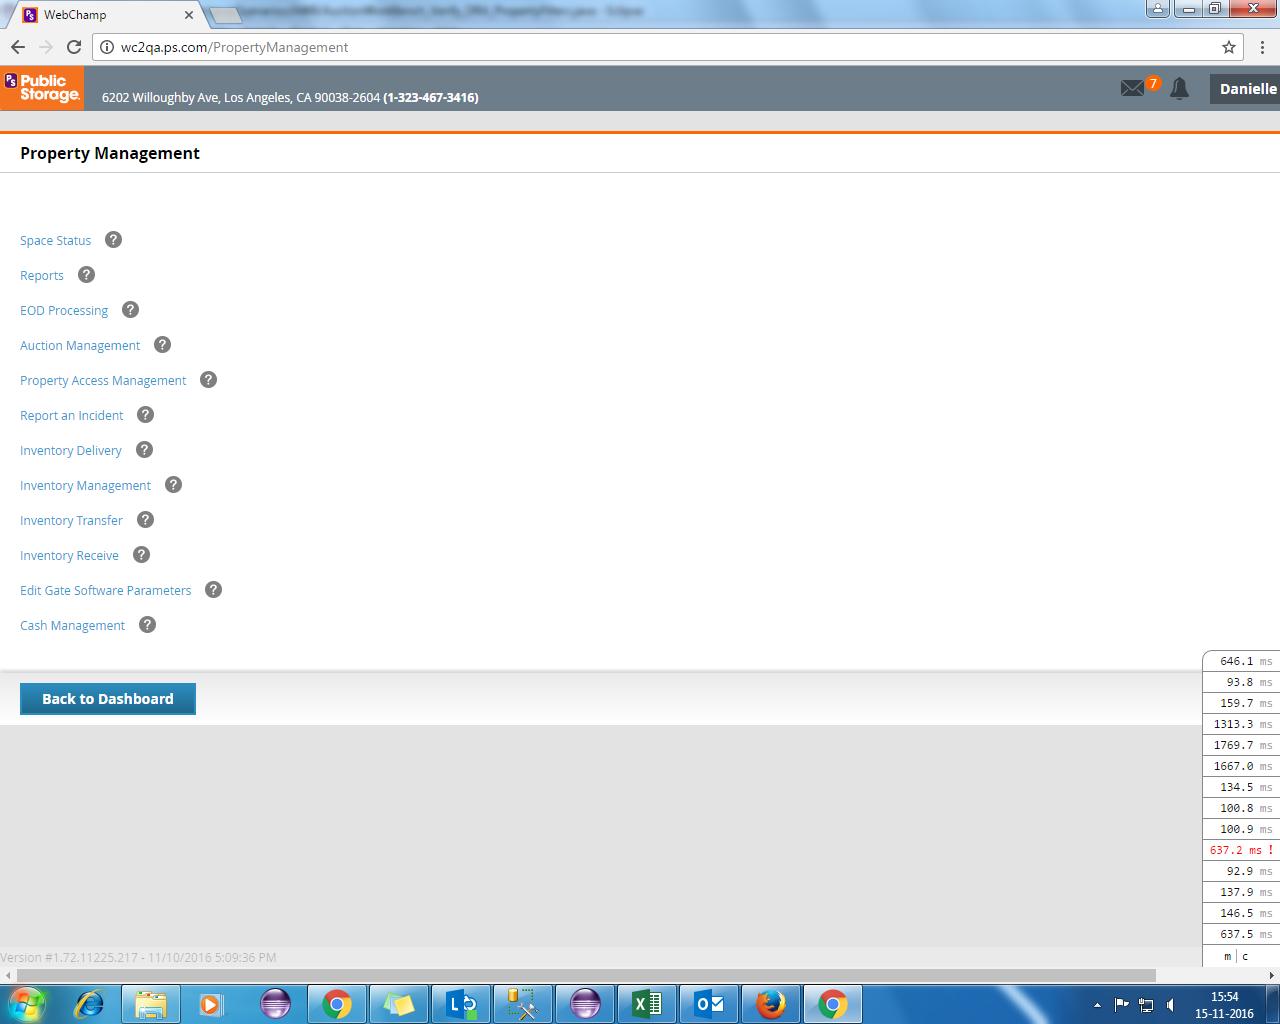 WebChamp
wc2qa.ps.com/PropertyManagement
PS Public Storage.
6202 Willoughby Ave, Los Angeles, CA 90038-2604 (1-323-467-3416)
7
Danielle
Property Management
Space Status ?
Reports ?
EOD Processing ?
Auction Management ?
Property Access Management ?
Report an Incident ?
Inventory Delivery ?
Inventory Management ?
Inventory Transfer ?
Inventory Receive ?
Edit Gate Software Parameters ?
Cash Management ?
Back to Dashboard
646.1 ms
93.8 ms
159.7 ms
1313.3 ms
1769.7 ms
1667.0 ms
134.5 ms
100.8 ms
100.9 ms
637.2 ms !
92.9 ms
137.9 ms
146.5 ms
637.5 ms
m | c
Version #1.72.11225.217 - 11/10/2016 5:09:36 PM
15:54
15-11-2016